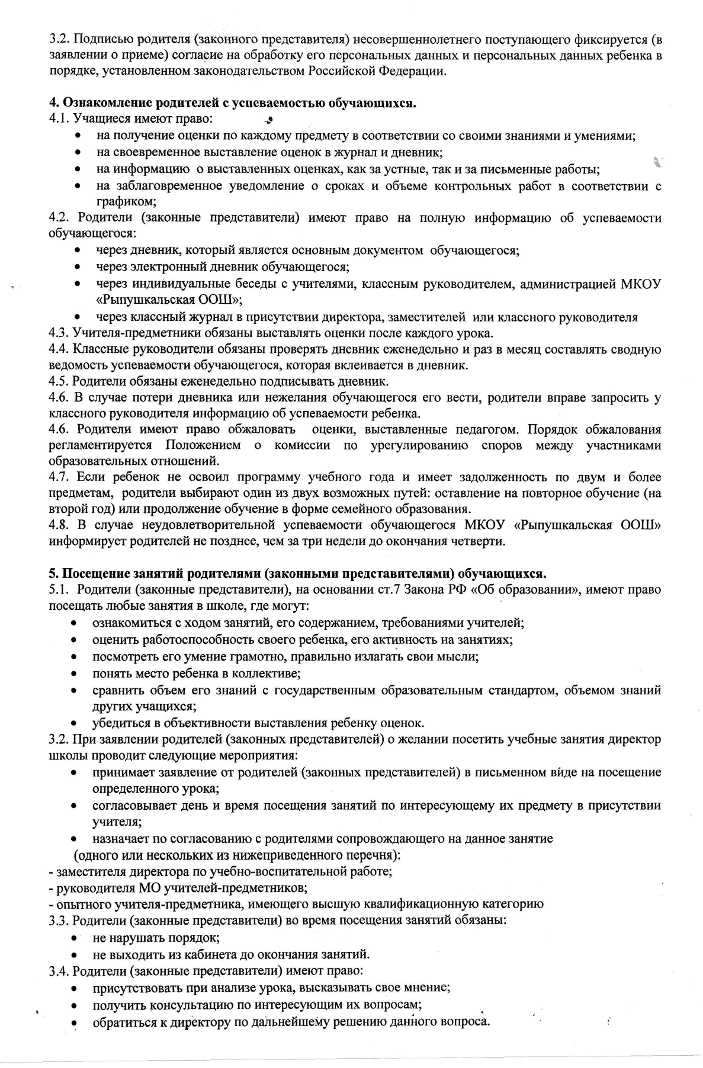 3.2. Подписью родителя (законного представителя) несовершеннолетнего поступающего фиксируется (в
заявлении о приеме) согласие на обработку его персональных данных и персональных данных ребенка в
порядке, установленном законодательством Российской Федерации.
4. Ознакомление родителей с успеваемостью обучающихся.
4.1. Учащиеся имеют право:
• на получение оценки по каждому предмету в соответствии со своими знаниями и умениями;
• на своевременное выставление оценок в журнал и дневник;
• на информацию о выставленных оценках, как за устные, так и за письменные работы;
• на заблаговременное уведомление о сроках и объеме контрольных работ в соответствии с
графиком;
4.2. Родители (законные представители) имеют право на полную информацию об успеваемости
обучающегося:
• через дневник, который является основным документом обучающегося;
• через электронный дневник обучающегося;
• через индивидуальные беседы с учителями, классным руководителем, администрацией МКОУ
«Рыпушкальская ООШ»;
• через классный журнал в присутствии директора, заместителей или классного руководителя
4.3. Учителя-предметники обязаны выставлять оценки после каждого урока.
4.4. Классные руководители обязаны проверять дневник еженедельно и раз в месяц составлять сводную
ведомость успеваемости обучающегося, которая вклеивается в дневник.
4.5. Родители обязаны еженедельно подписывать дневник.
4.6. В случае потери дневника или нежелания обучающегося его вести, родители вправе запросить у
классного руководителя информацию об успеваемости ребенка.
4.6. Родители имеют право обжаловать оценки, выставленные педагогом. Порядок обжалования
регламентируется Положением о комиссии по урегулированию споров между участниками
образовательных отношений.
4.7. Если ребенок не освоил программу учебного года и имеет задолженность по двум и более
предметам, родители выбирают один из двух возможных путей: оставление на повторное обучение (на
второй год) или продолжение обучение в форме семейного образования.
4.8. В случае неудовлетворительной успеваемости обучающегося МКОУ «Рыпушкальская ООШ»
информирует родителей не позднее, чем за три недели до окончания четверти.
5. Посещение занятий родителями (законными представителями) обучающихся.
5.1. Родители (законные представители), на основании ст.7 Закона РФ «Об образовании», имеют право
посещать любые занятия в школе, где могут:
• ознакомиться с ходом занятий, его содержанием, требованиями учителей;
• оценить работоспособность своего ребенка, его активность на занятиях;
• посмотреть его умение грамотно, правильно излагать свои мысли;
• понять место ребенка в коллективе;
• сравнить объем его знаний с государственным образовательным стандартом, объемом знаний
других учащихся;
• убедиться в объективности выставления ребенку оценок.
3.2. При заявлении родителей (законных представителей) о желании посетить учебные занятия директор
школы проводит следующие мероприятия:
• принимает заявление от родителей (законных представителей) в письменном виде на посещение
определенного урока;
• согласовывает день и время посещения занятий по интересующему их предмету в присутствии
учителя;
• назначает по согласованию с родителями сопровождающего на данное занятие
(одного или нескольких из нижеприведенного перечня):
- заместителя директора по учебно-воспитательной работе;
- руководителя МО учителей-предметников;
- опытного учителя-предметника, имеющего высшую квалификационную категорию
3.3. Родители (законные представители) во время посещения занятий обязаны:
• не нарушать порядок;
• не выходить из кабинета до окончания занятий.
3.4. Родители (законные представители) имеют право:
• присутствовать при анализе урока, высказывать свое мнение;
• получить консультацию по интересующим их вопросам;
• обратиться к директору по дальнейшему решению данного вопроса.